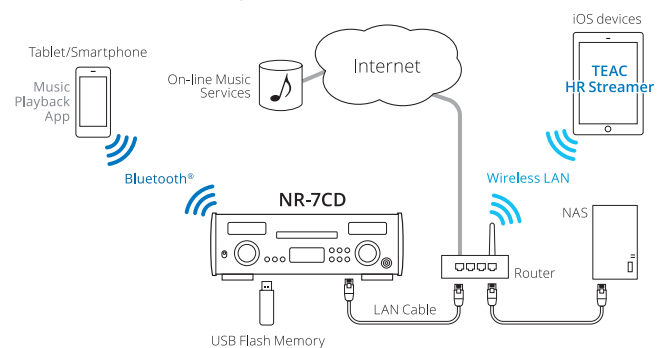 iOS devices
Tablet/Smartphone
Music
Playback
App
On-line Music
Services
Internet
TEAC
HR Streamer
Bluetooth®
Wireless LAN
NR-7CD
NAS
Router
LAN Cable
USB Flash Memory